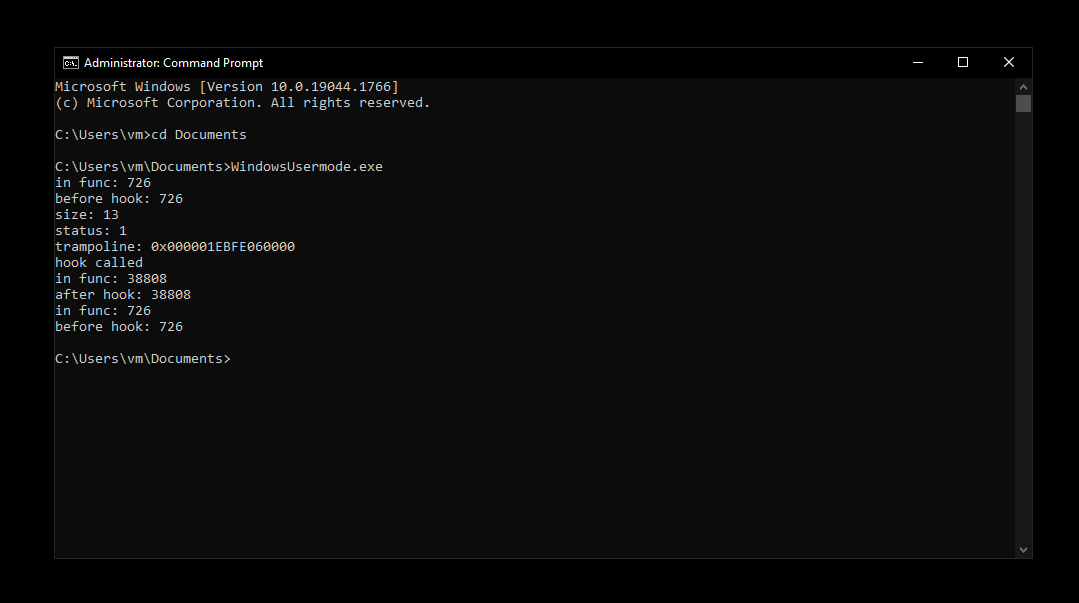 Administrator: Command Prompt
Microsoft Windows [Version 10.0.19044.1766]
(c) Microsoft Corporation. All rights reserved.
C:\Users\vm>cd Documents
C:\Users\vm\Documents>WindowsUsermode.exe
in func: 726
before hook: 726
size: 13
status: 1
trampoline: 0x000001EBFE060000
hook called
in func: 38808
after hook: 38808
in func: 726
before hook: 726
C:\Users\vm\Documents>